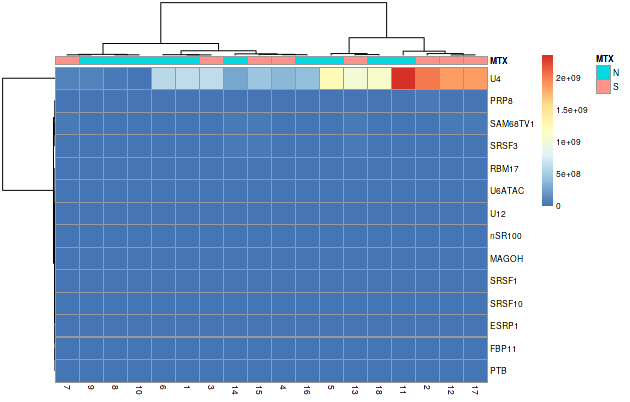 MTX
U4
PRP8
SAM68TV1
SRSF3
RBM17
U6ATAC
U12
nSR100
MAGOH
SRSF1
SRSF10
ESRP1
FBP11
PTB
7 9 8 10 6 1 3 14 15 4 16 5 13 18 11 2 12 17
2e+09
1.5e+09
1e+09
5e+08
0
MTX
N
S